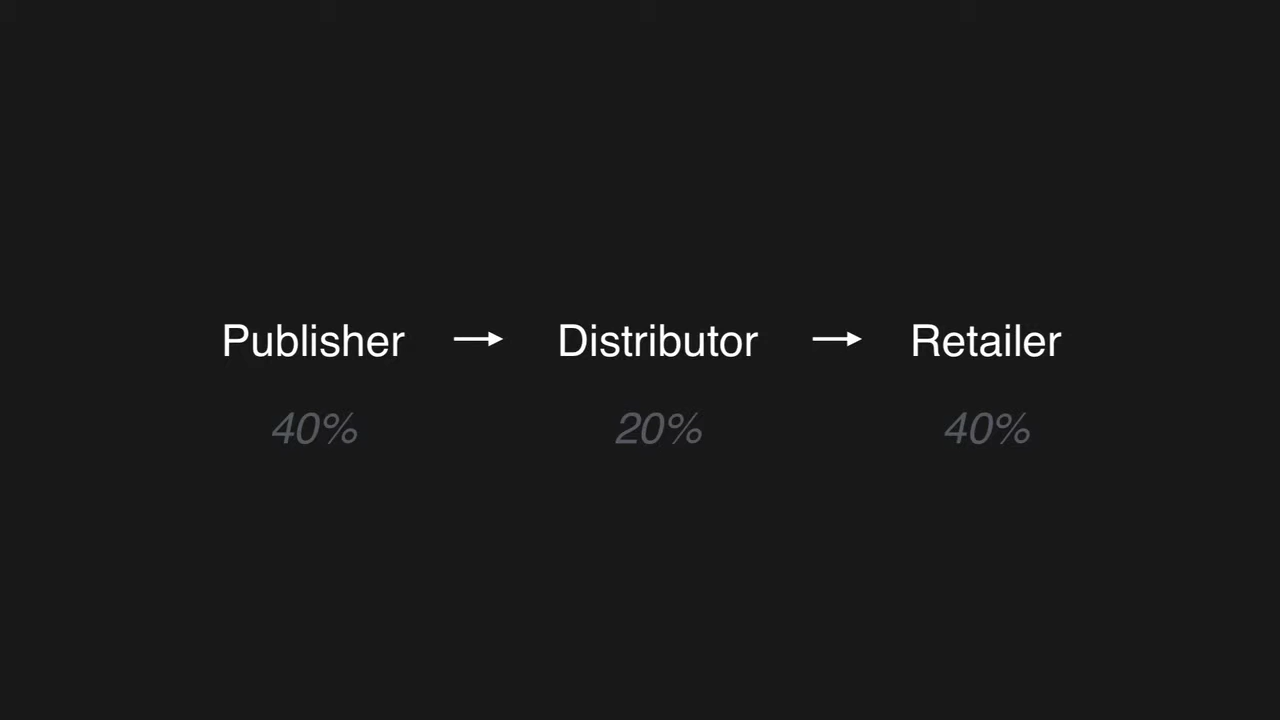 Publisher → Distributor → Retailer
40% 20% 40%